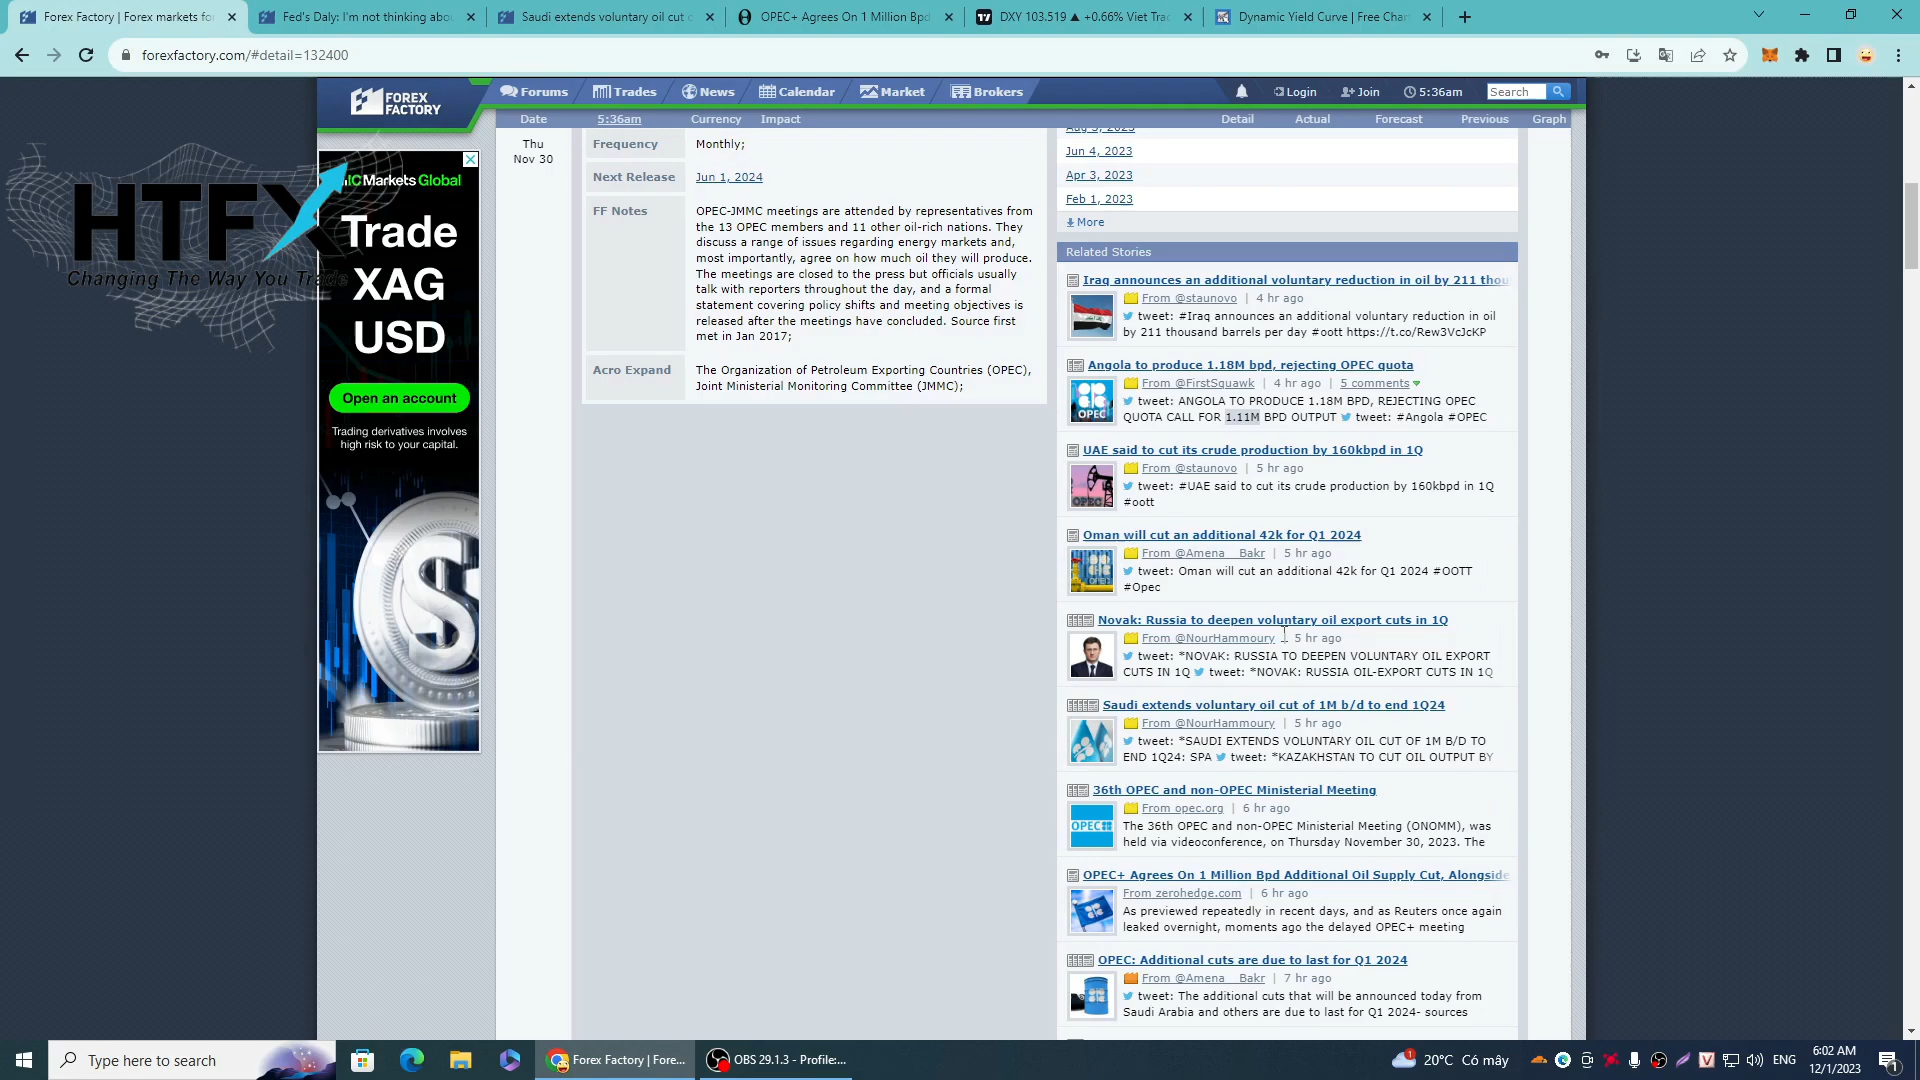 Forex Factory | Forex markets for
Fed's Daly: I'm not thinking abou
Saudi extends voluntary oil cut o
OPEC+ Agrees On 1 Million Bpd
DXY 103.519 ▲ +0.66% Viet Trad
Dynamic Yield Curve | Free Chart
forexfactory.com/#detail=132400
FOREX
FACTORY
Forums
Trades
News
Calendar
Market
Brokers
Login
Join
5:36am
Search
Date
5:36am
Currency
Impact
Detail
Actual
Forecast
Previous
Graph
Thu
Nov 30
HTFX
Changing The Way You Trade
IC Markets Global
Trade
XAG
USD
Open an account
Trading derivatives involves
high risk to your capital.
Frequency
Monthly;
Next Release
Jun 1, 2024
FF Notes
OPEC-JMMC meetings are attended by representatives from
the 13 OPEC members and 11 other oil-rich nations. They
discuss a range of issues regarding energy markets and,
most importantly, agree on how much oil they will produce.
The meetings are closed to the press but officials usually
talk with reporters throughout the day, and a formal
statement covering policy shifts and meeting objectives is
released after the meetings have concluded. Source first
met in Jan 2017;
Acro Expand
The Organization of Petroleum Exporting Countries (OPEC),
Joint Ministerial Monitoring Committee (JMMC);
Jun 4, 2023
Apr 3, 2023
Feb 1, 2023
More
Related Stories
Iraq announces an additional voluntary reduction in oil by 211 thou
From @staunovo | 4 hr ago
tweet: #Iraq announces an additional voluntary reduction in oil
by 211 thousand barrels per day #oott https://t.co/Rew3VcJcKP
Angola to produce 1.18M bpd, rejecting OPEC quota
From @FirstSquawk | 4 hr ago | 5 comments
tweet: ANGOLA TO PRODUCE 1.18M BPD, REJECTING OPEC
QUOTA CALL FOR 1.11M BPD OUTPUT tweet: #Angola #OPEC
OPEC
UAE said to cut its crude production by 160kbpd in 1Q
From @staunovo | 5 hr ago
tweet: #UAE said to cut its crude production by 160kbpd in 1Q
#oott
OPEC
Oman will cut an additional 42k for Q1 2024
From @Amena__Bakr | 5 hr ago
tweet: Oman will cut an additional 42k for Q1 2024 #OOTT
#Opec
Novak: Russia to deepen voluntary oil export cuts in 1Q
From @NourHammoury | 5 hr ago
tweet: *NOVAK: RUSSIA TO DEEPEN VOLUNTARY OIL EXPORT
CUTS IN 1Q tweet: *NOVAK: RUSSIA OIL-EXPORT CUTS IN 1Q
Saudi extends voluntary oil cut of 1M b/d to end 1Q24
From @NourHammoury | 5 hr ago
tweet: *SAUDI EXTENDS VOLUNTARY OIL CUT OF 1M B/D TO
END 1Q24: SPA tweet: *KAZAKHSTAN TO CUT OIL OUTPUT BY
36th OPEC and non-OPEC Ministerial Meeting
From opec.org | 6 hr ago
The 36th OPEC and non-OPEC Ministerial Meeting (ONOMM), was
held via videoconference, on Thursday November 30, 2023. The
OPEC
OPEC+ Agrees On 1 Million Bpd Additional Oil Supply Cut, Alongside
From zerohedge.com | 6 hr ago
As previewed repeatedly in recent days, and as Reuters once again
leaked overnight, moments ago the delayed OPEC+ meeting
OPEC: Additional cuts are due to last for Q1 2024
From @Amena__Bakr | 7 hr ago
tweet: The additional cuts that will be announced today from
Saudi Arabia and others are due to last for Q1 2024- sources
Type here to search
Forex Factory | Fore...
OBS 29.1.3 - Profile:...
20°C Có mây
ENG
6:02 AM
12/1/2023